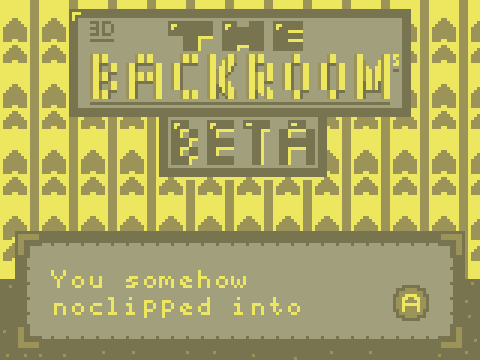 3D
THE
BACKROOMs
BETA
You somehow
noclipped into
A